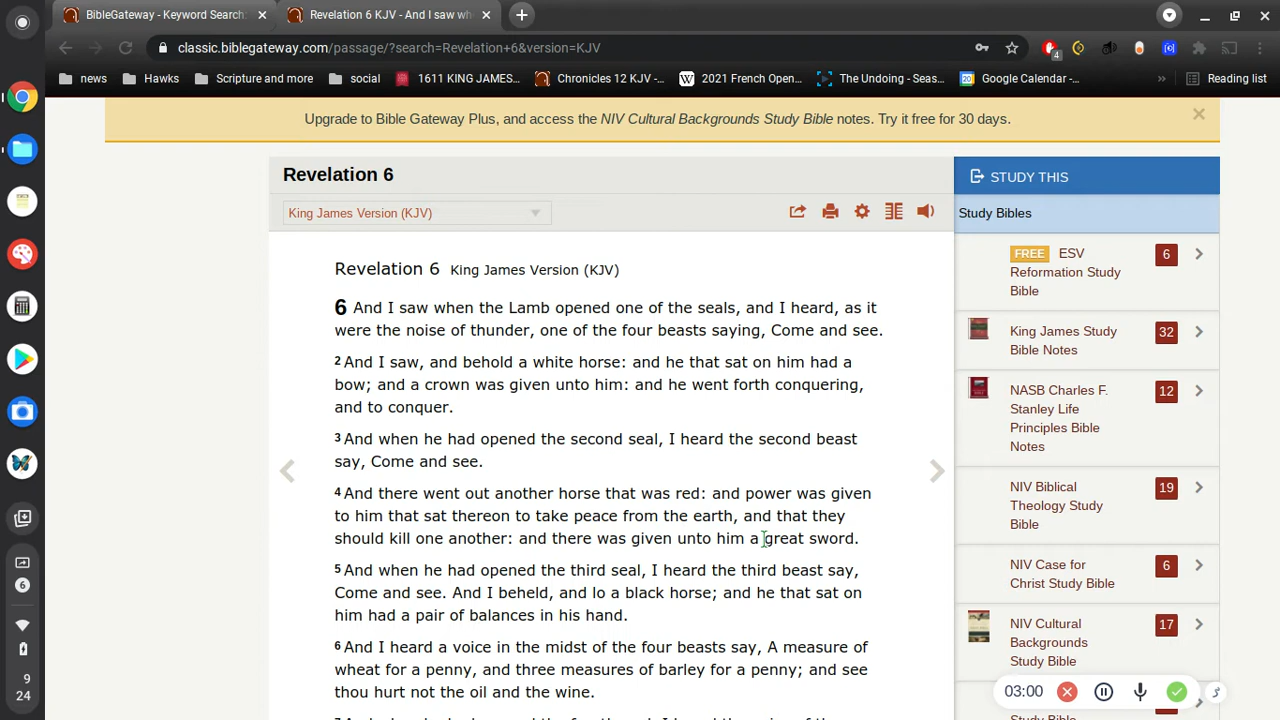 BibleGateway - Keyword Search:
Revelation 6 KJV - And I saw wh
classic.biblegateway.com/passage/?search=Revelation+6&version=KJV
4
news
Hawks
Scripture and more
social
1611 KING JAMES...
Chronicles 12 KJV -...
2021 French Open...
The Undoing - Seas...
20
Google Calendar -...
»
Reading list
Upgrade to Bible Gateway Plus, and access the NIV Cultural Backgrounds Study Bible notes. Try it free for 30 days.
Revelation 6
King James Version (KJV)
Revelation 6 King James Version (KJV)
6 And I saw when the Lamb opened one of the seals, and I heard, as it
were the noise of thunder, one of the four beasts saying, Come and see.
2 And I saw, and behold a white horse: and he that sat on him had a
bow; and a crown was given unto him: and he went forth conquering,
and to conquer.
3 And when he had opened the second seal, I heard the second beast
say, Come and see.
4 And there went out another horse that was red: and power was given
to him that sat thereon to take peace from the earth, and that they
should kill one another: and there was given unto him a great sword.
5 And when he had opened the third seal, I heard the third beast say,
Come and see. And I beheld, and lo a black horse; and he that sat on
him had a pair of balances in his hand.
6 And I heard a voice in the midst of the four beasts say, A measure of
wheat for a penny, and three measures of barley for a penny; and see
thou hurt not the oil and the wine.
STUDY THIS
Study Bibles
FREE ESV
Reformation Study
Bible
6
King James Study
Bible Notes
32
NASB Charles F.
Stanley Life
Principles Bible
Notes
12
NIV Biblical
Theology Study
Bible
19
NIV Case for
Christ Study Bible
6
NIV Cultural
Backgrounds
Study Bible
17
03:00
6
9
24